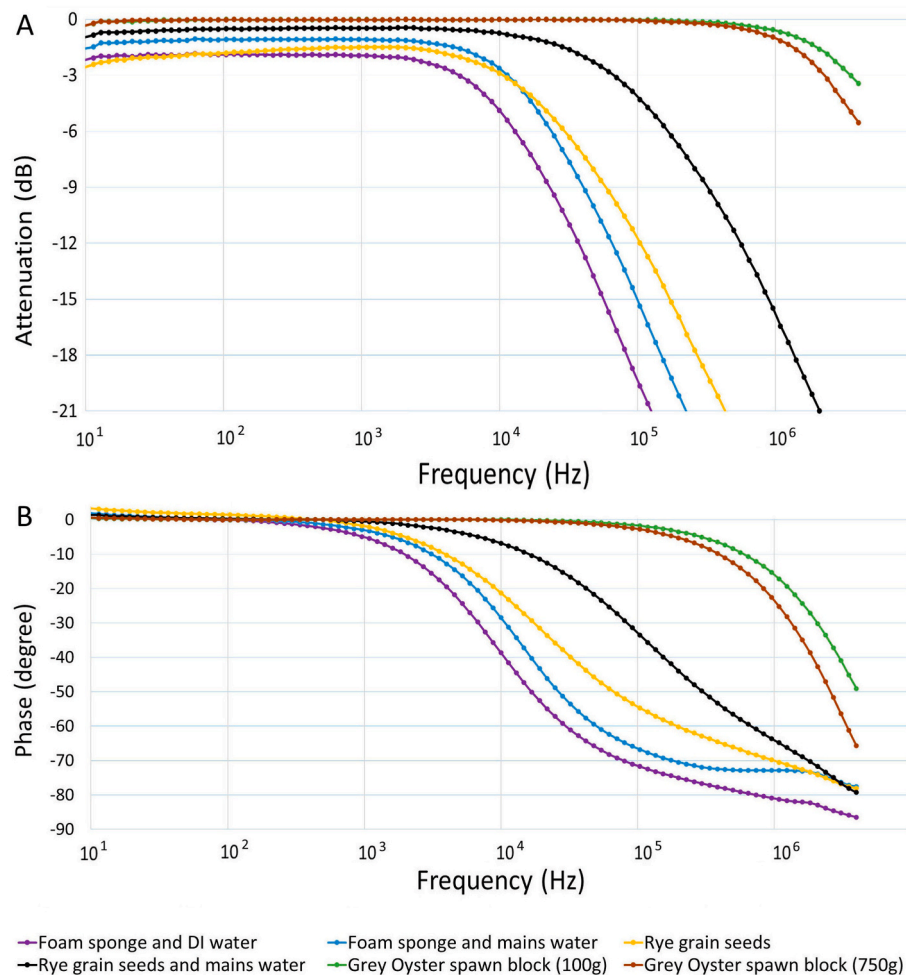 A
0
-3
-6
-9
-12
-15
-18
-21
Attenuation (dB)
10¹ 10² 10³ 10⁴ 10⁵ 10⁶
Frequency (Hz)
B
0
-10
-20
-30
-40
-50
-60
-70
-80
-90
Phase (degree)
10¹ 10² 10³ 10⁴ 10⁵ 10⁶
Frequency (Hz)
Foam sponge and DI water Foam sponge and mains water Rye grain seeds
Rye grain seeds and mains water Grey Oyster spawn block (100g) Grey Oyster spawn block (750g)